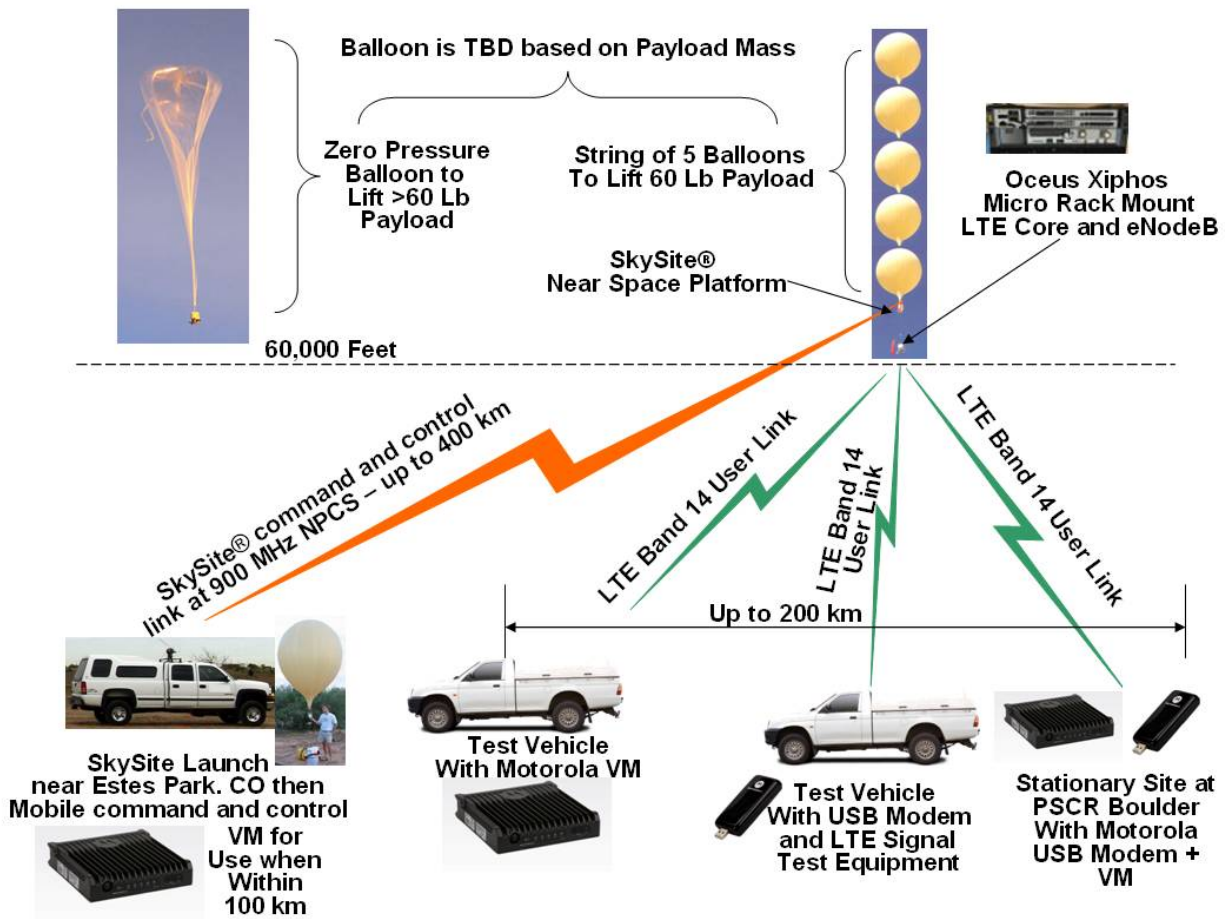 Balloon is TBD based on Payload Mass
Zero Pressure
Balloon to
Lift >60 Lb
Payload
String of 5 Balloons
To Lift 60 Lb Payload
Oceus Xiphos
Micro Rack Mount
LTE Core and eNodeB
SkySite®
Near Space Platform
60,000 Feet
SkySite® command and control
link at 900 MHz NPCS – up to 400 km
LTE Band 14 User Link
LTE Band 14
User Link
LTE Band 14 User Link
Up to 200 km
SkySite Launch
near Estes Park. CO then
Mobile command and control
VM for
Use when
Within
100 km
Test Vehicle
With Motorola VM
Test Vehicle
With USB Modem
and LTE Signal
Test Equipment
Stationary Site at
PSCR Boulder
With Motorola
USB Modem +
VM